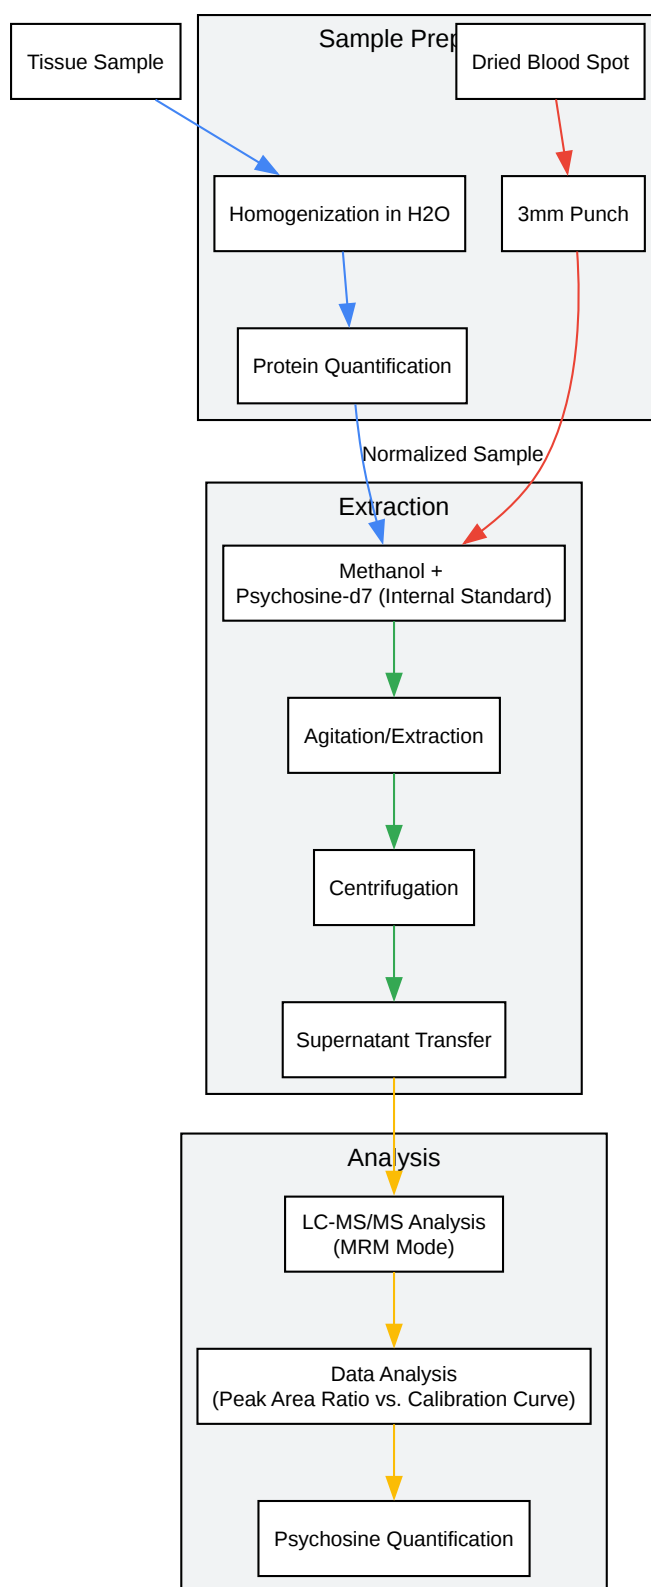 Sample Prep
Tissue Sample
Dried Blood Spot
Homogenization in H2O
3mm Punch
Protein Quantification
Normalized Sample
Extraction
Methanol +
Psychosine-d7 (Internal Standard)
Agitation/Extraction
Centrifugation
Supernatant Transfer
Analysis
LC-MS/MS Analysis
(MRM Mode)
Data Analysis
(Peak Area Ratio vs. Calibration Curve)
Psychosine Quantification